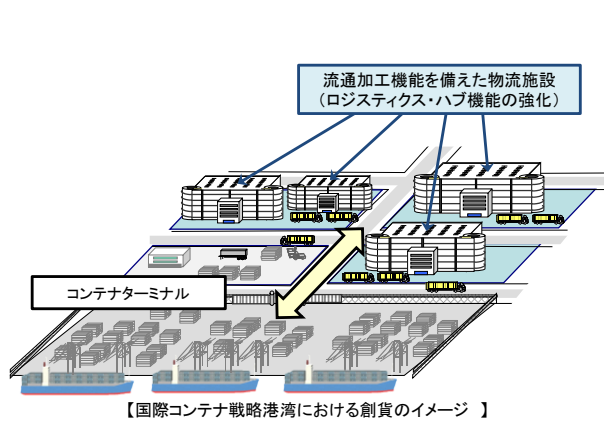 流通加工機能を備えた物流施設
（ロジスティクス・ハブ機能の強化）
コンテナターミナル
【国際コンテナ戦略港湾における創貨のイメージ 】